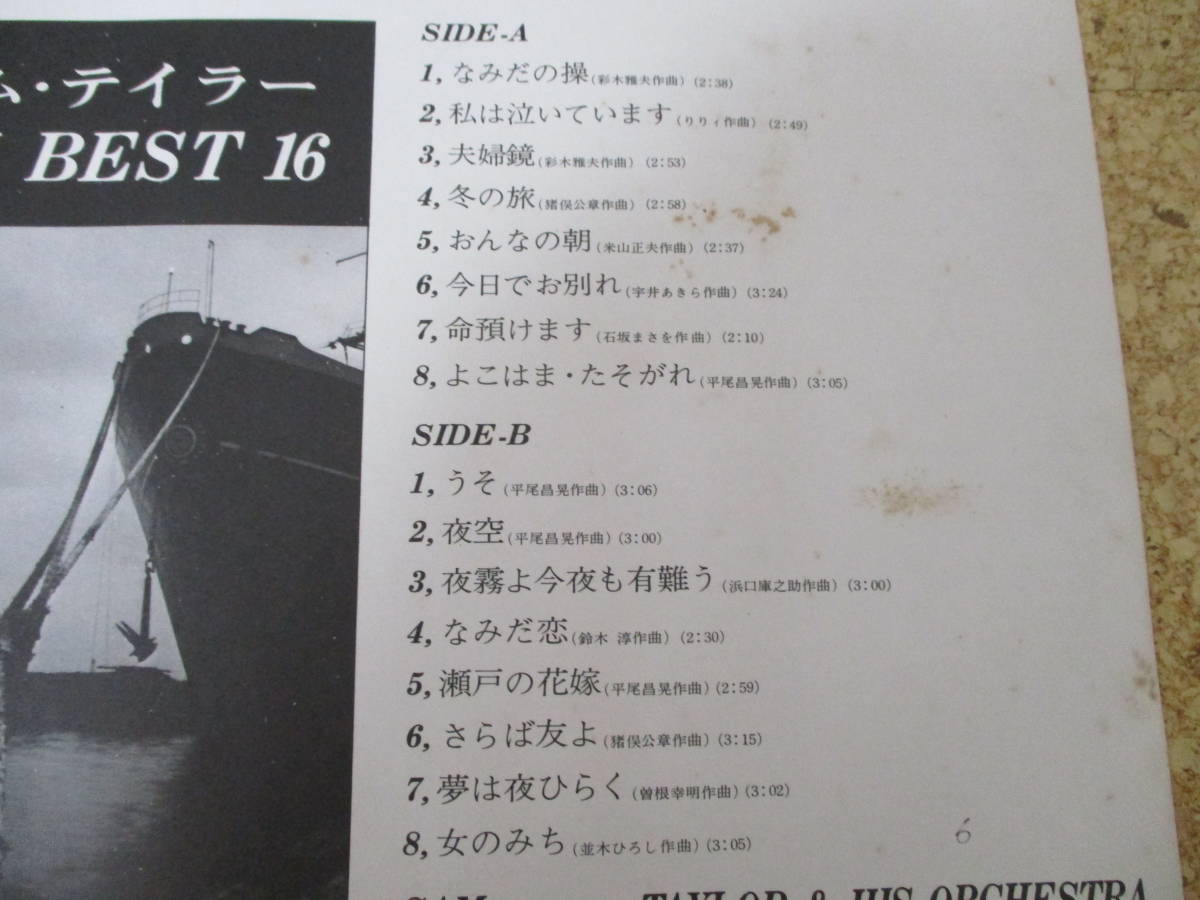 ム・テイラー
BEST 16
SIDE-A
1, なみだの操 (彩木雅夫作曲) (2:38)
2, 私は泣いています (りりィ作曲) (2:49)
3, 夫婦鏡 (彩木雅夫作曲) (2:53)
4, 冬の旅 (猪俣公章作曲) (2:58)
5, おんなの朝 (米山正夫作曲) (2:37)
6, 今日でお別れ (宇井あきら作曲) (3:24)
7, 命預けます (石坂まさを作曲) (2:10)
8, よこはま・たそがれ (平尾昌晃作曲) (3:05)
SIDE-B
1, うそ (平尾昌晃作曲) (3:06)
2, 夜空 (平尾昌晃作曲) (3:00)
3, 夜霧よ今夜も有難う (浜口庫之助作曲) (3:00)
4, なみだ恋 (鈴木 淳作曲) (2:30)
5, 瀬戸の花嫁 (平尾昌晃作曲) (2:59)
6, さらば友よ (猪俣公章作曲) (3:15)
7, 夢は夜ひらく (曽根幸明作曲) (3:02)
8, 女のみち (並木ひろし作曲) (3:05)
6
SAM TAYLOR & HIS ORCHESTRA